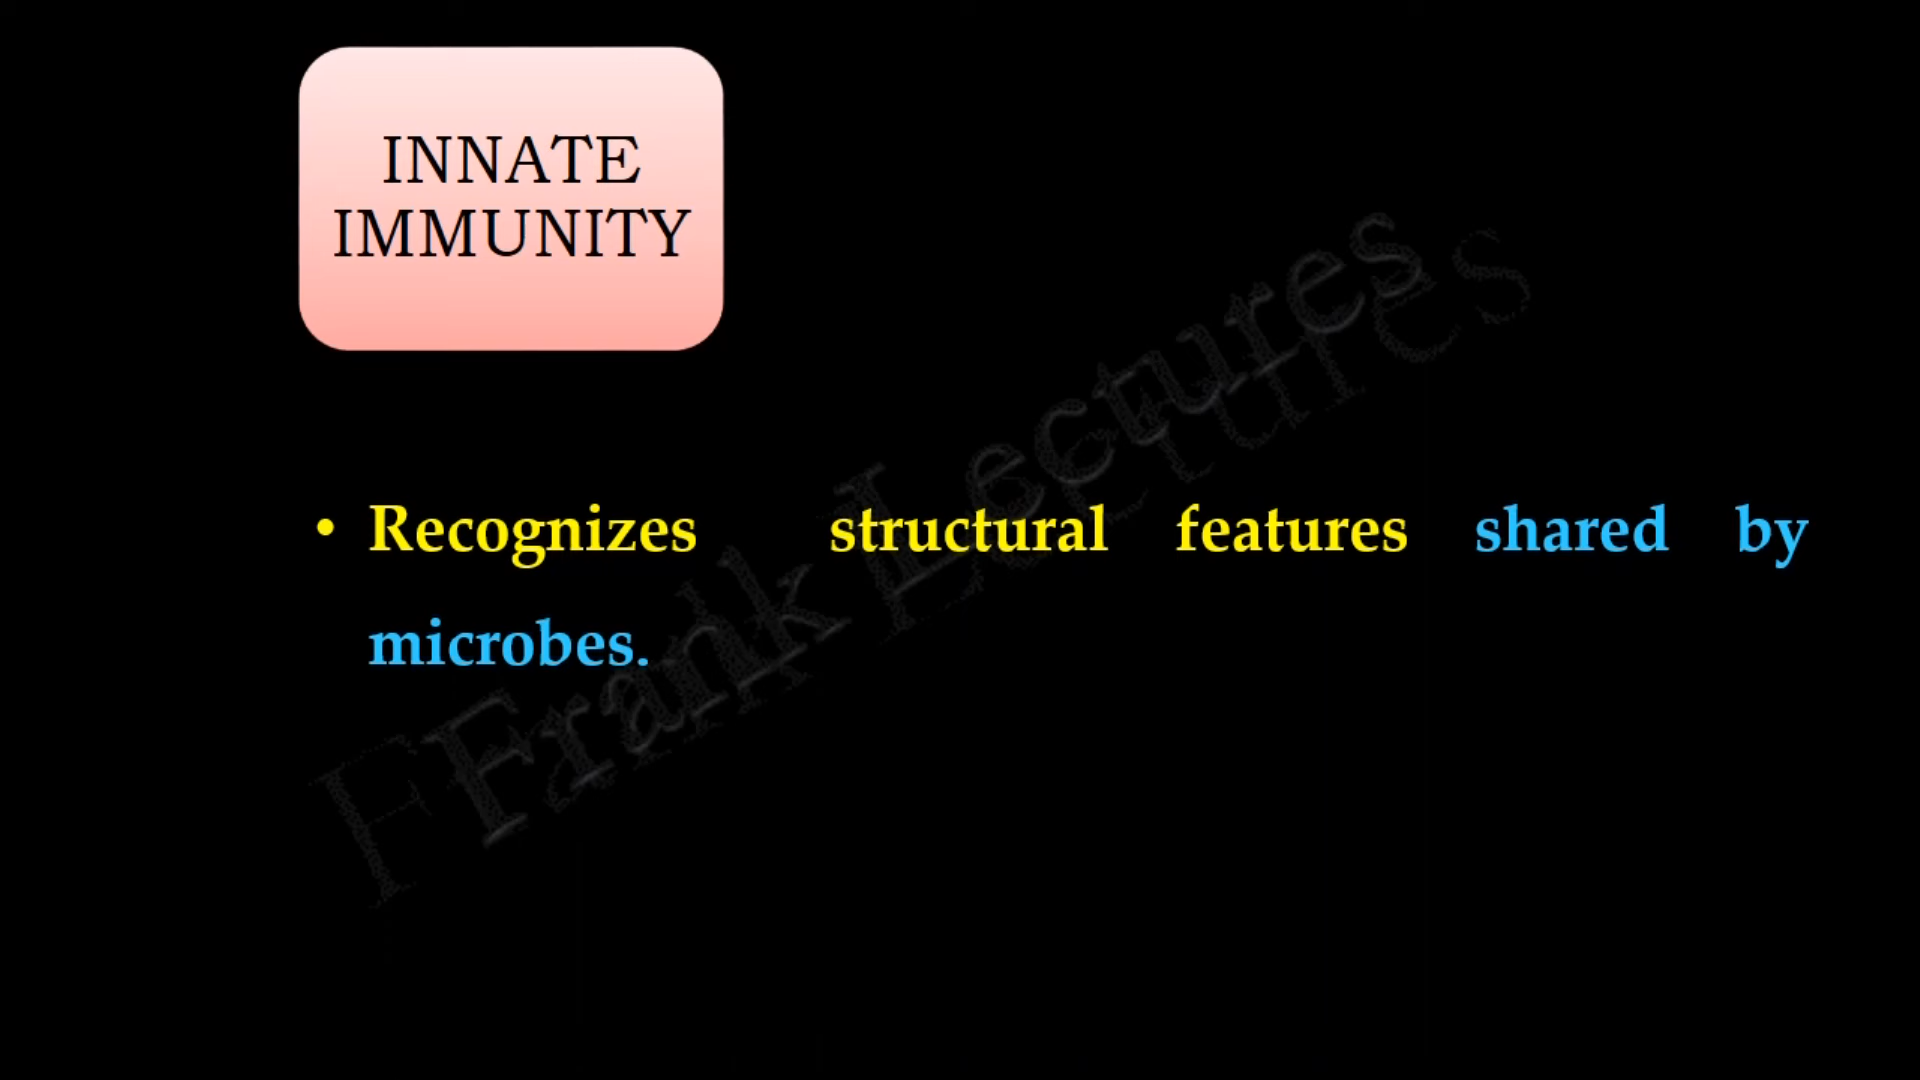 INNATE
IMMUNITY
• Recognizes structural features shared by
microbes.
Frank Lectures